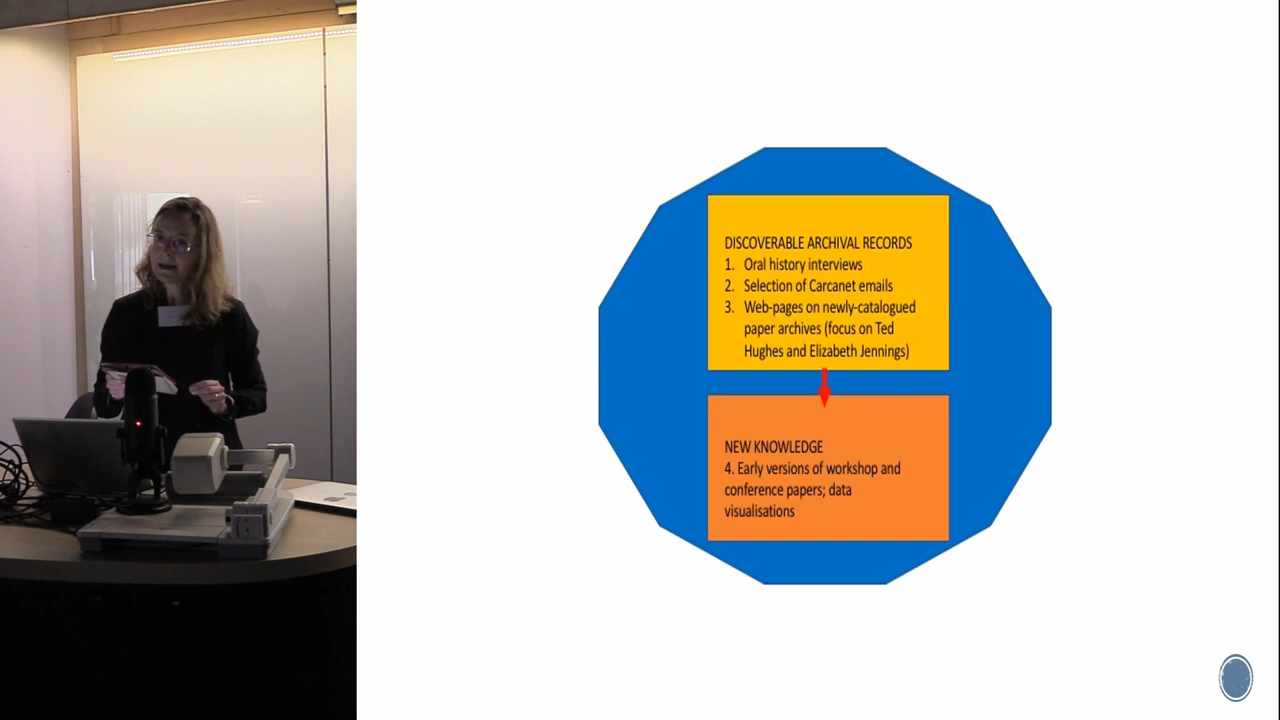 DISCOVERABLE ARCHIVAL RECORDS
1. Oral history interviews
2. Selection of Carcanet emails
3. Web-pages on newly-catalogued
paper archives (focus on Ted
Hughes and Elizabeth Jennings)
NEW KNOWLEDGE
4. Early versions of workshop and
conference papers; data
visualisations